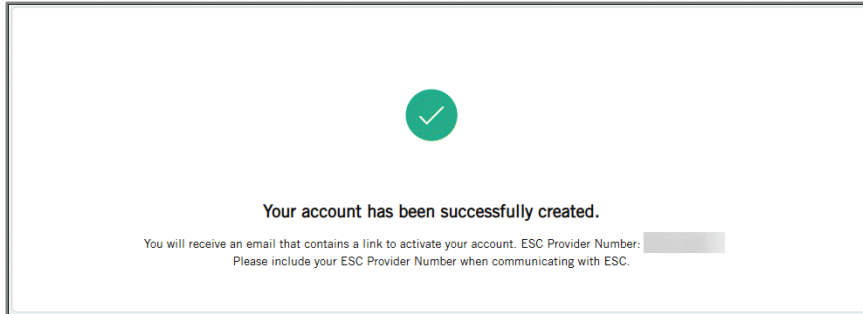 Your account has been successfully created.
You will receive an email that contains a link to activate your account. ESC Provider Number:
Please include your ESC Provider Number when communicating with ESC.